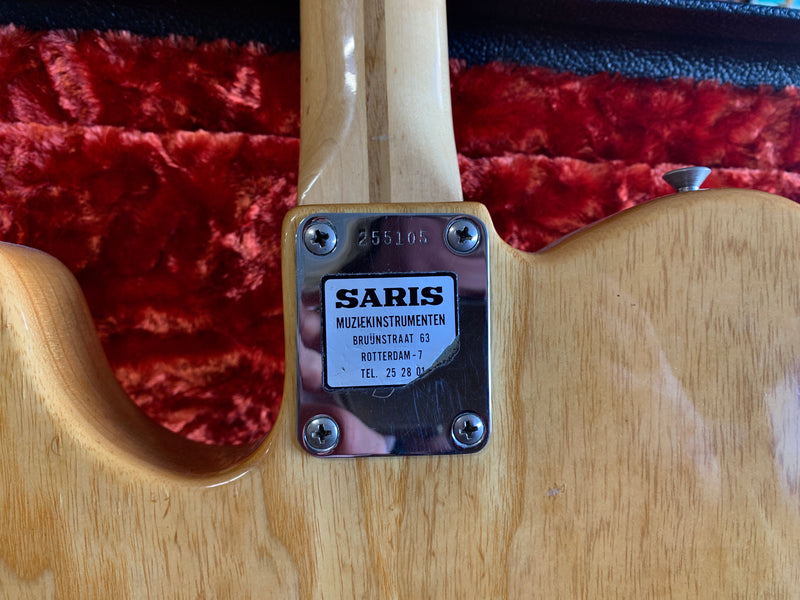 255105
SARIS
MUZIEKINSTRUMENTEN
BRUÜNSTRAAT 63
ROTTERDAM-7
TEL. 25 28 01